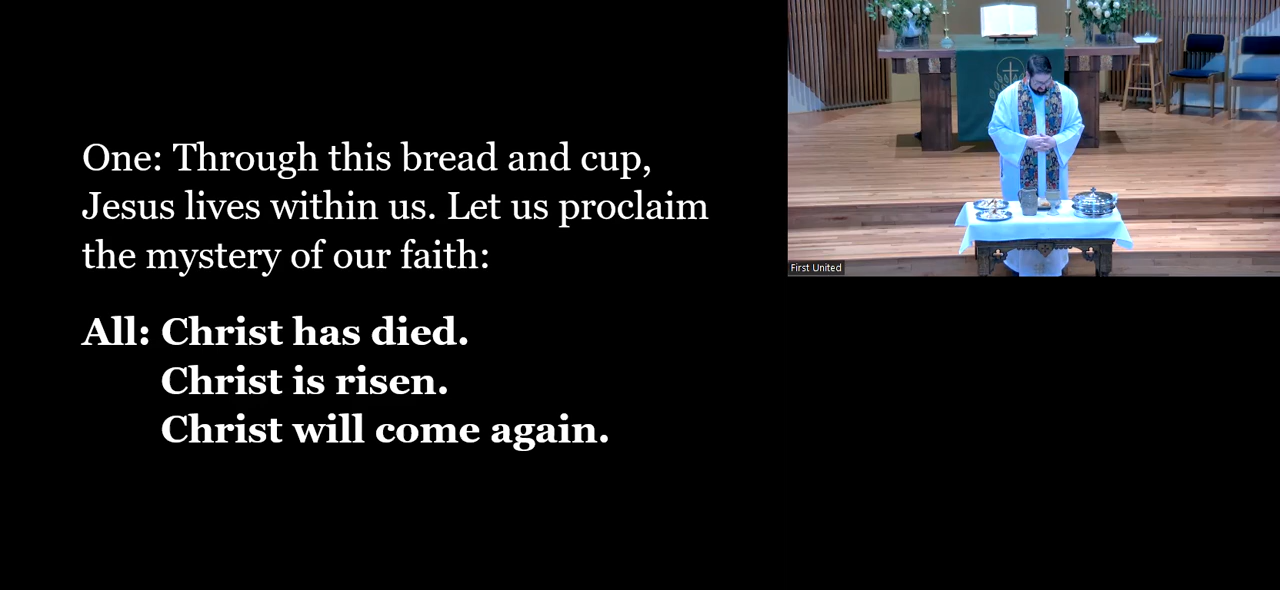 One: Through this bread and cup,
Jesus lives within us. Let us proclaim
the mystery of our faith:
All: Christ has died.
Christ is risen.
Christ will come again.
First United